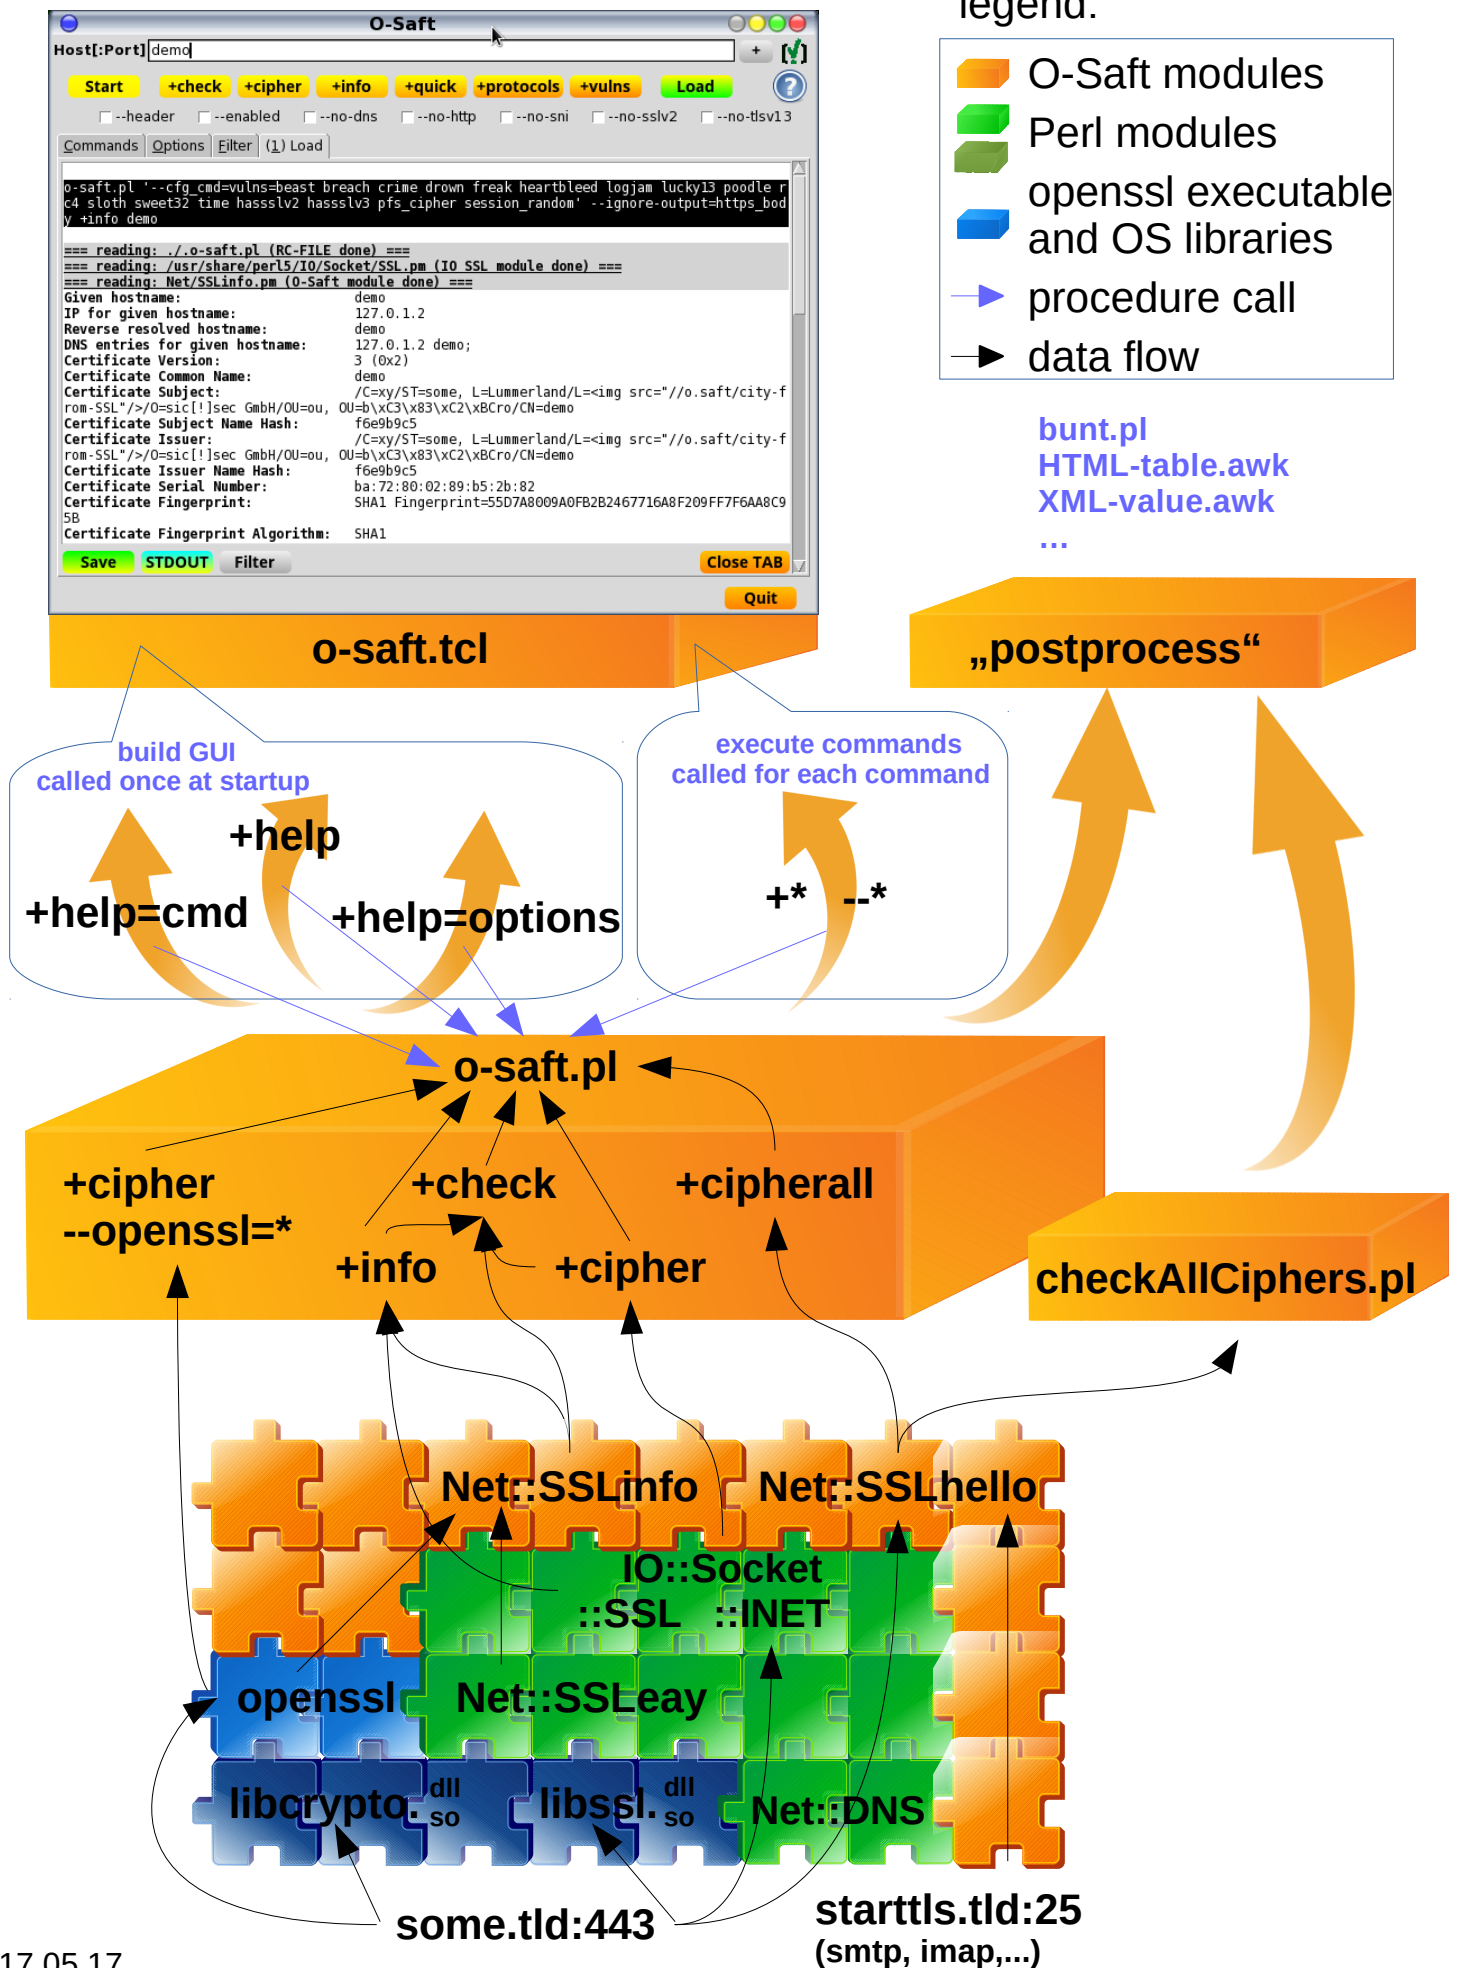 O-Saft
Host[:Port] demo +
Start +check +cipher +info +quick +protocols +vulns Load ?
--header --enabled --no-dns --no-http --no-sni --no-sslv2 --no-tlsv13
Commands Options Filter (1) Load
o-saft.pl '--cfg_cmd=vulns=beast breach crime drown freak heartbleed logjam lucky13 poodle r
c4 sloth sweet32 time hassslv2 hassslv3 pfs_cipher session_random' --ignore-output=https_bod
y +info demo
=== reading: ./.o-saft.pl (RC-FILE done) ===
=== reading: /usr/share/perl5/IO/Socket/SSL.pm (IO SSL module done) ===
=== reading: Net/SSLinfo.pm (O-Saft module done) ===
Given hostname: demo
IP for given hostname: 127.0.1.2
Reverse resolved hostname: demo
DNS entries for given hostname: 127.0.1.2 demo;
Certificate Version: 3 (0x2)
Certificate Common Name: demo
Certificate Subject: /C=xy/ST=some, L=Lummerland/L=<img src="//o.saft/city-f
rom-SSL"/>/O=sic[!]sec GmbH/OU=ou, OU=b\xC3\x83\xC2\xBCro/CN=demo
Certificate Subject Name Hash: f6e9b9c5
Certificate Issuer: /C=xy/ST=some, L=Lummerland/L=<img src="//o.saft/city-f
rom-SSL"/>/O=sic[!]sec GmbH/OU=ou, OU=b\xC3\x83\xC2\xBCro/CN=demo
Certificate Issuer Name Hash: f6e9b9c5
Certificate Serial Number: ba:72:80:02:89:b5:2b:82
Certificate Fingerprint: SHA1 Fingerprint=55D7A8009A0FB2B2467716A8F209FF7F6AA8C9
5B
Certificate Fingerprint Algorithm: SHA1
Save STDOUT Filter Close TAB
Quit
legend:
O-Saft modules
Perl modules
openssl executable
and OS libraries
procedure call
data flow
bunt.pl
HTML-table.awk
XML-value.awk
...
o-saft.tcl
„postprocess“
build GUI
called once at startup
+help
+help=cmd
+help=options
execute commands
called for each command
+* --*
o-saft.pl
+cipher
--openssl=*
+check
+cipherall
+info
+cipher
checkAllCiphers.pl
Net::SSLinfo
Net::SSLhello
IO::Socket
::SSL ::INET
openssl
Net::SSLeay
libcrypto. dll
so
libssl. dll
so
Net::DNS
some.tld:443
starttls.tld:25
(smtp, imap,...)
17.05.17